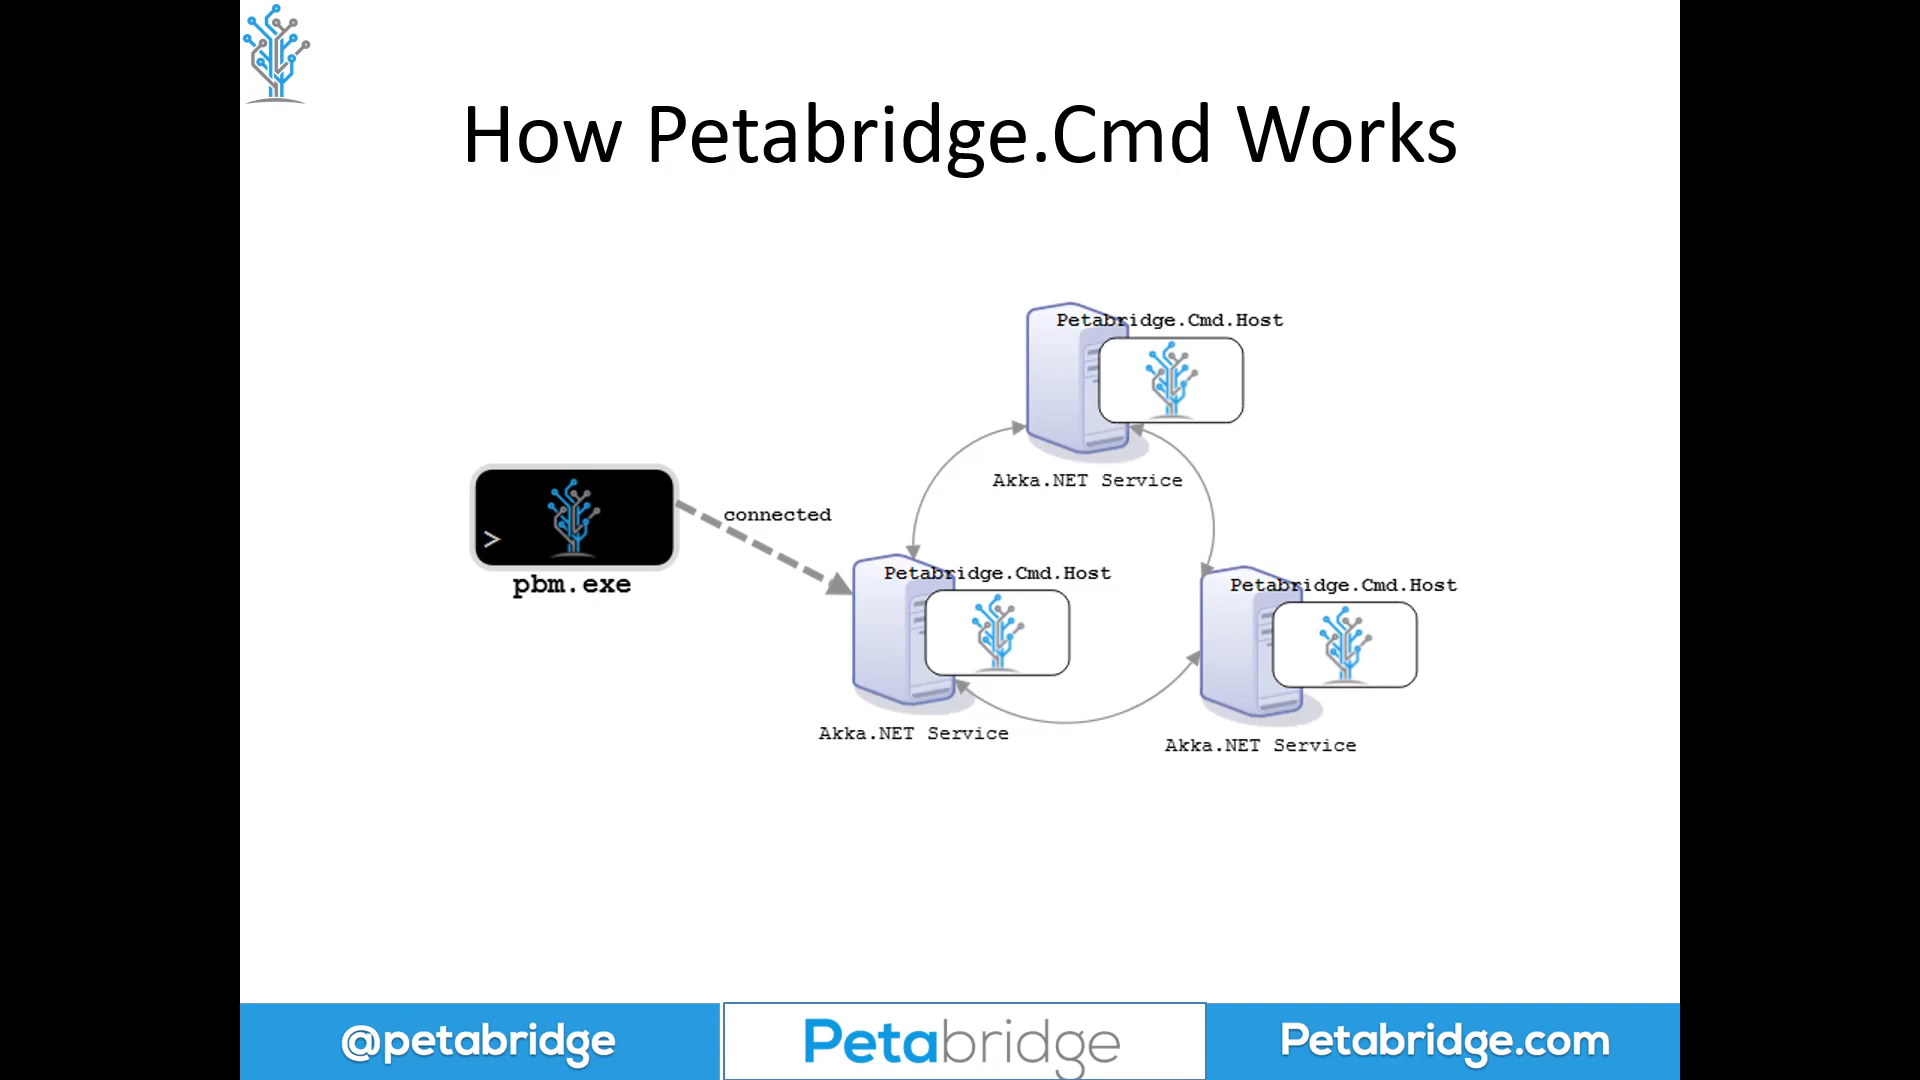 How Petabridge.Cmd Works
Petabridge.Cmd.Host
Akka.NET Service
>
connected
pbm.exe
Petabridge.Cmd.Host
Akka.NET Service
Petabridge.Cmd.Host
Akka.NET Service
@petabridge
Petabridge
Petabridge.com